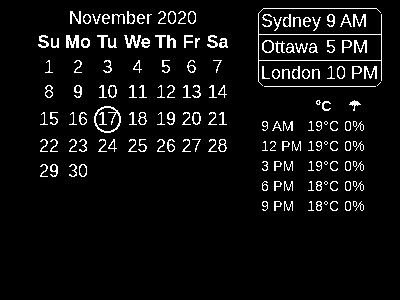 November 2020
Su Mo Tu We Th Fr Sa
1 2 3 4 5 6 7
8 9 10 11 12 13 14
15 16 17 18 19 20 21
22 23 24 25 26 27 28
29 30
Sydney 9 AM
Ottawa 5 PM
London 10 PM
°C ☂
9 AM 19°C 0%
12 PM 19°C 0%
3 PM 19°C 0%
6 PM 18°C 0%
9 PM 18°C 0%